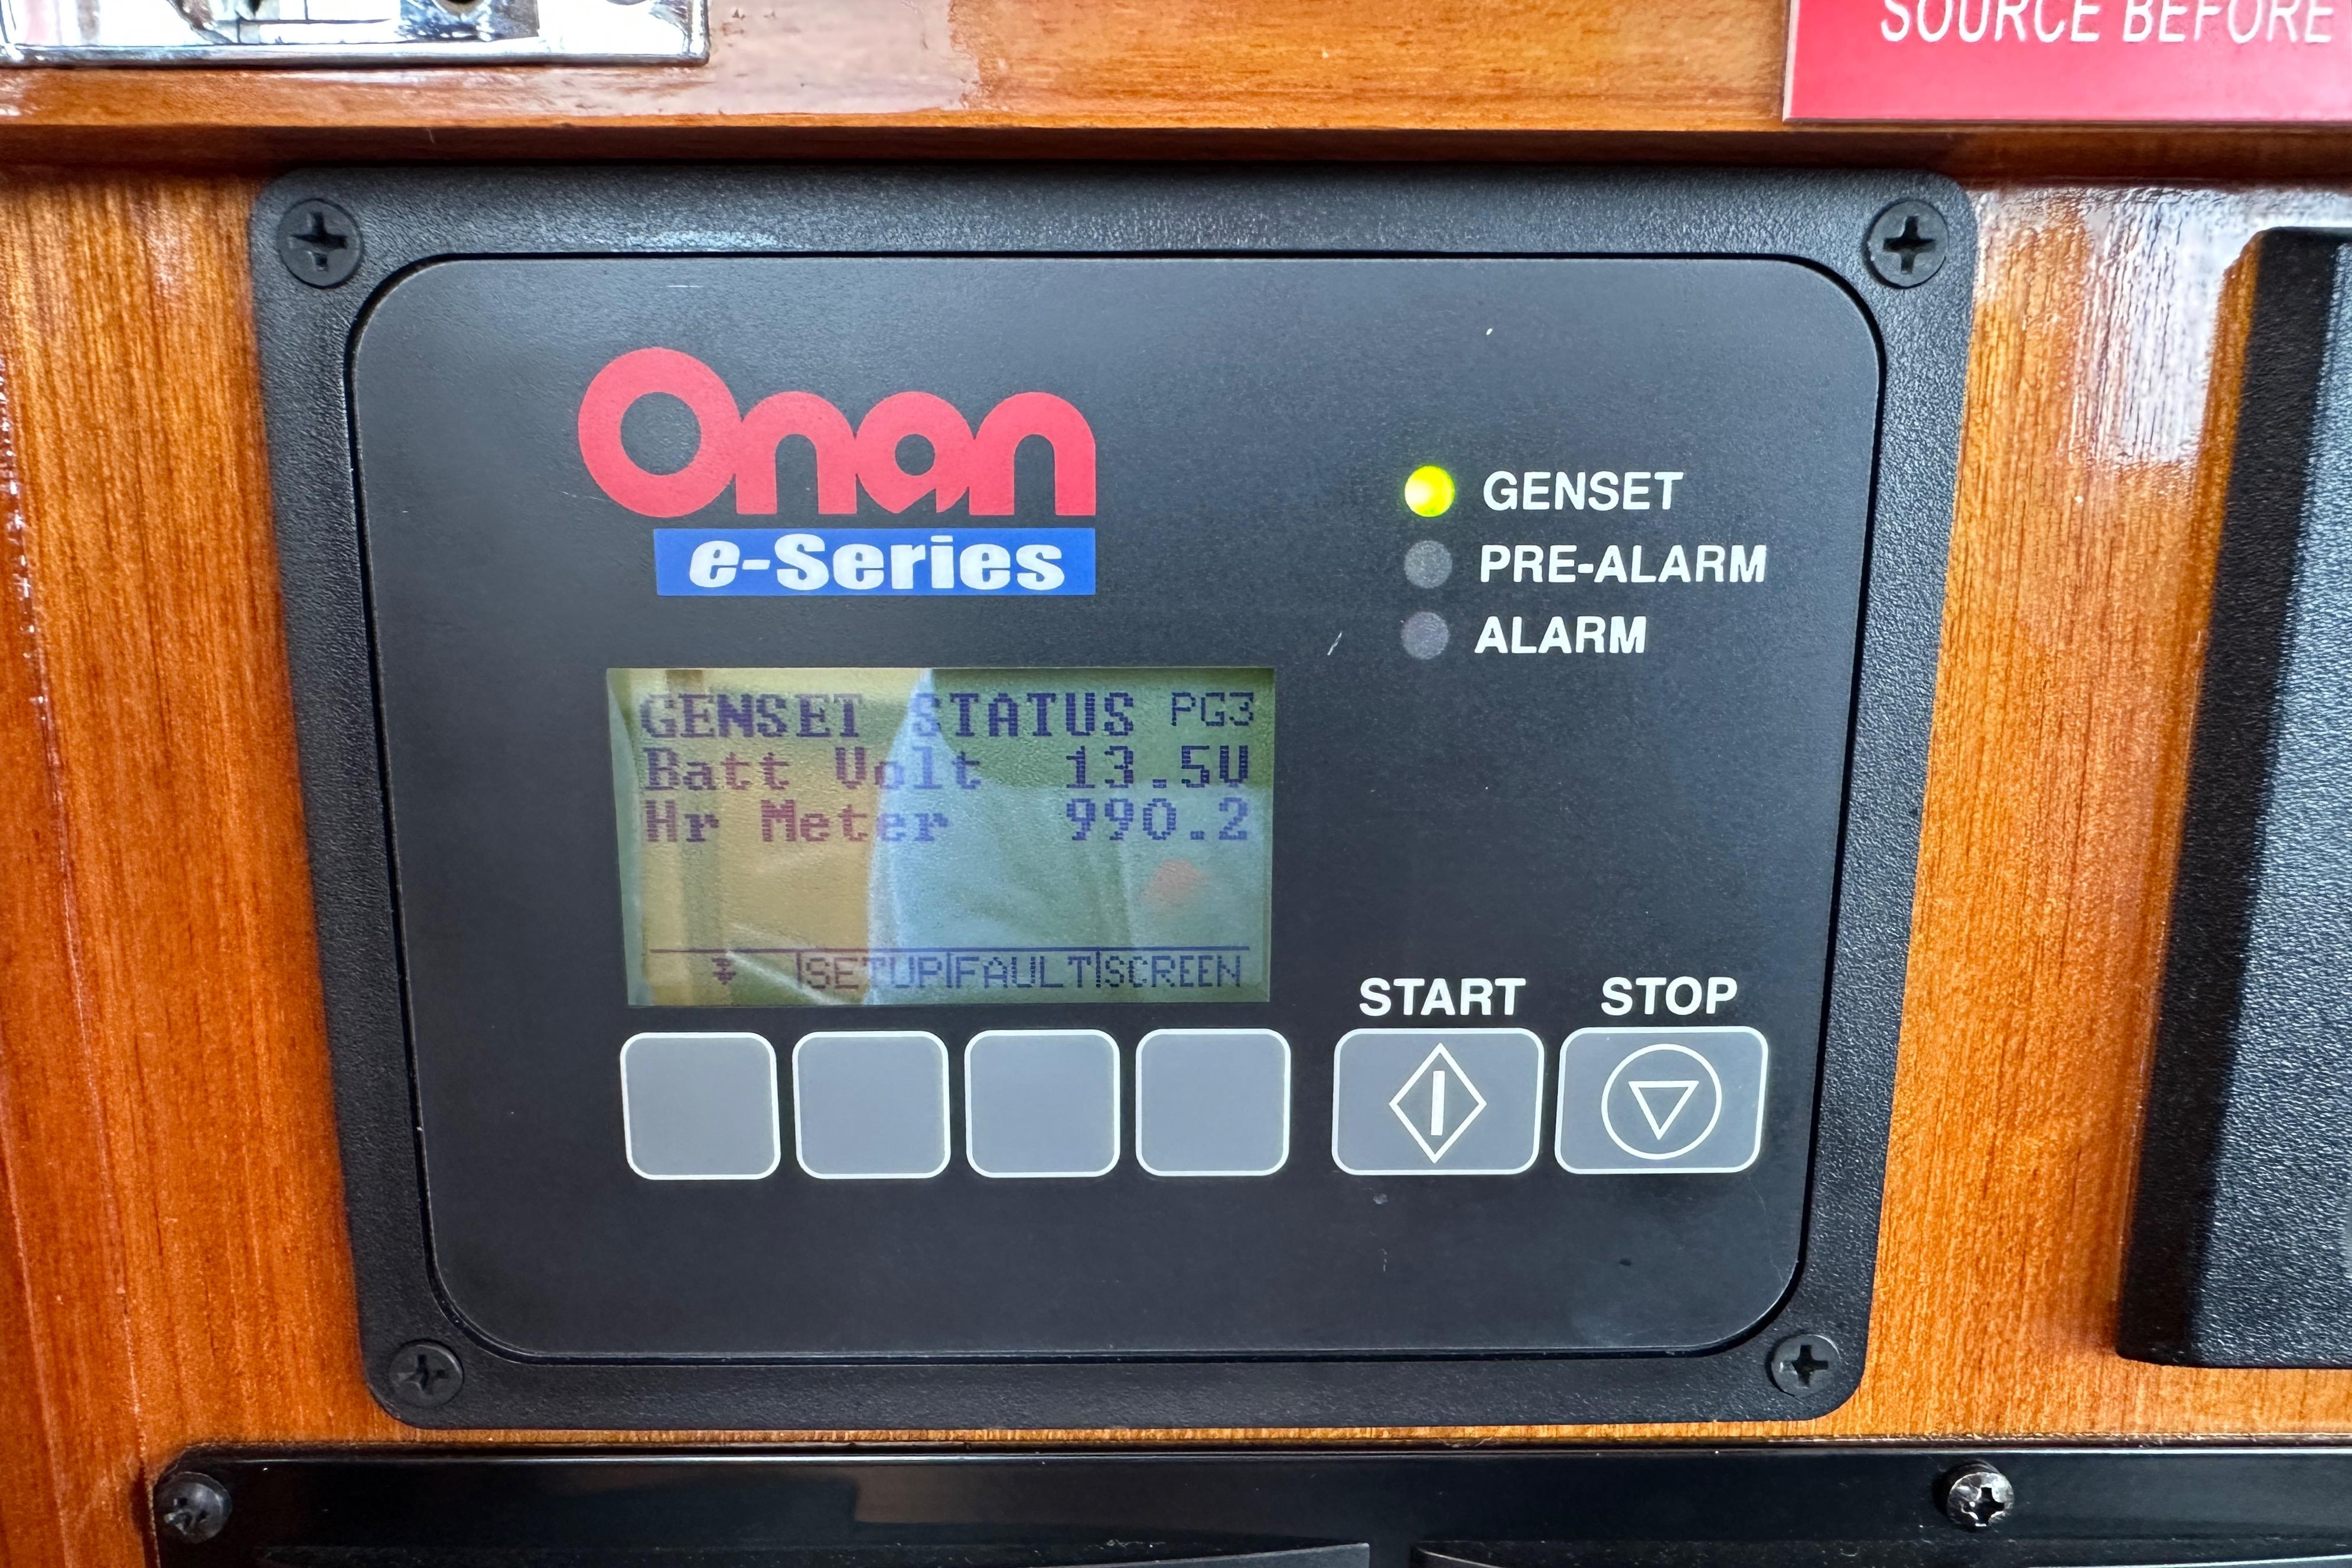 SOURCE BEFORE
Onan
e-Series
GENSET
PRE-ALARM
ALARM
GENSET STATUS PG3
Batt Volt 13.5V
Hr Meter 990.2
SETUP|FAULT|SCREEN
START STOP